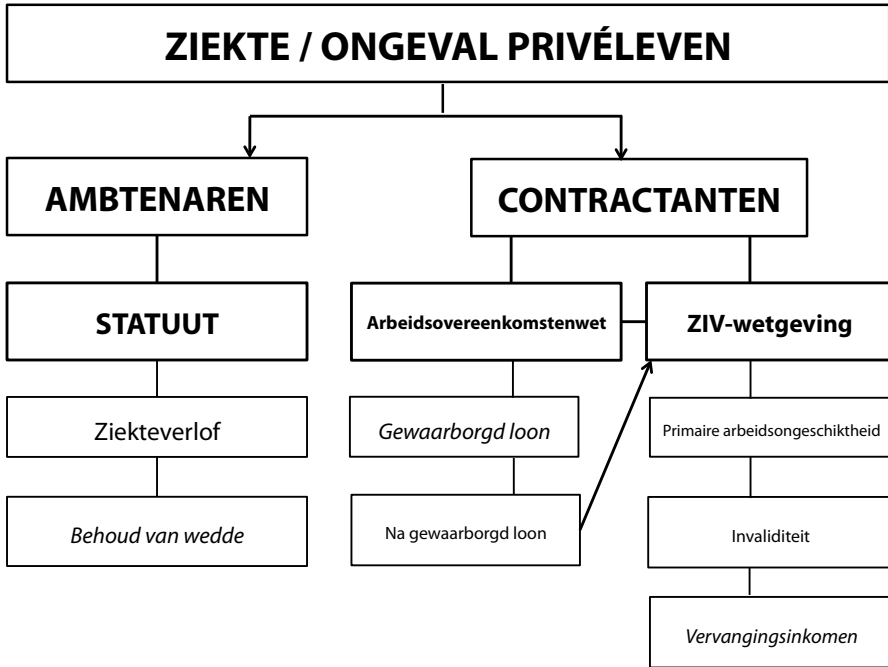 ZIEKTE / ONGEVAL PRIVÉLEVEN
AMBTENAREN
CONTRACTANTEN
STATUUT
Arbeidsovereenkomstenwet
ZIV-wetgeving
Ziekteverlof
Gewaarborgd loon
Primaire arbeidsongeschiktheid
Behoud van wedde
Na gewaarborgd loon
Invaliditeit
Vervangingsinkomen